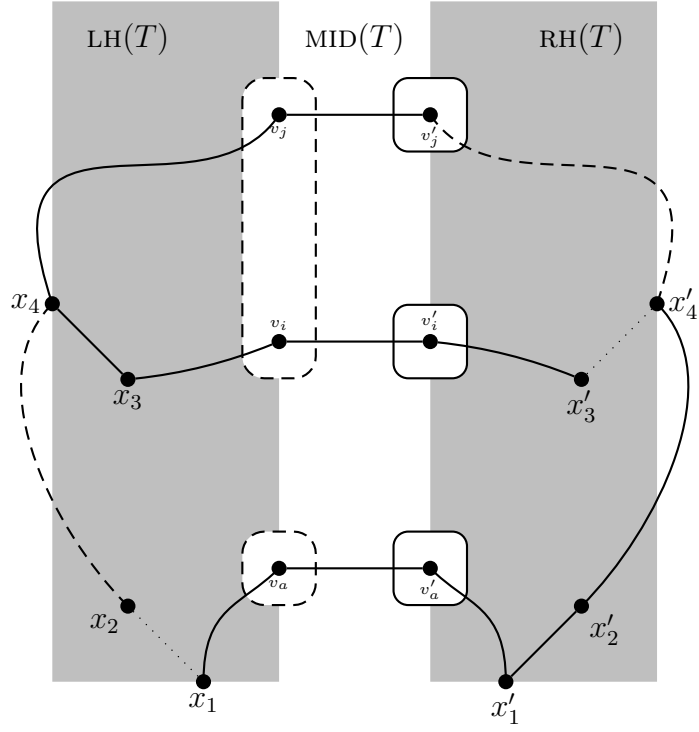 LH(T) MID(T) RH(T)
v_j v'_j
x_4 v_i v'_i x'_4
x_3 x'_3
v_a v'_a
x_2 x'_2
x_1 x'_1